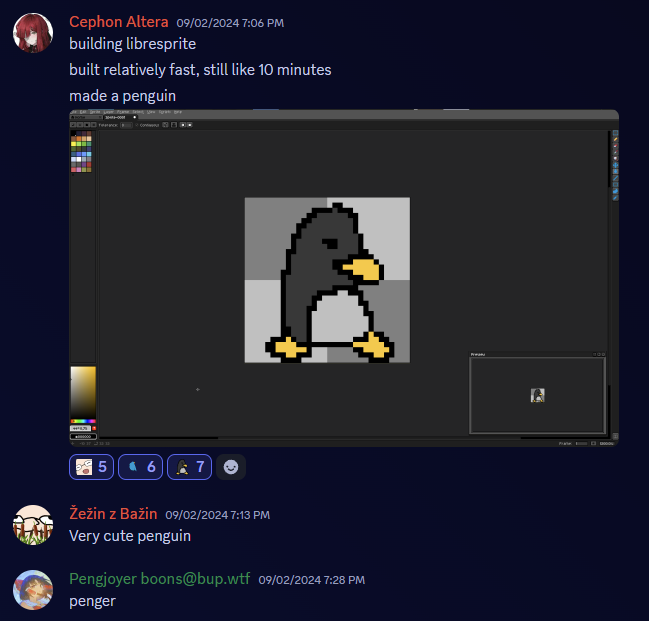 Cephon Altera 09/02/2024 7:06 PM
building libresprite
built relatively fast, still like 10 minutes
made a penguin
Preview
5 6 7
Žežin z Bažin 09/02/2024 7:13 PM
Very cute penguin
Pengjoyer boons@bup.wtf 09/02/2024 7:28 PM
penger